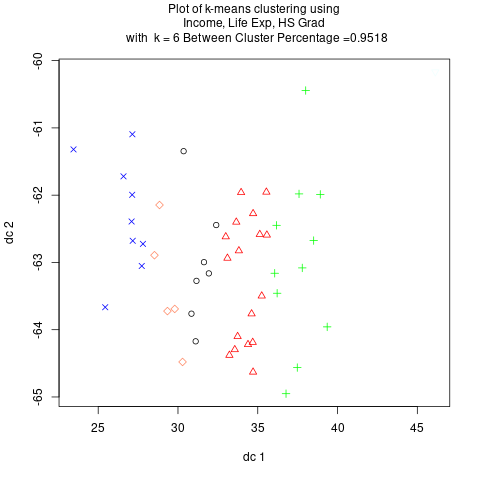 Plot of k-means clustering using
Income, Life Exp, HS Grad
with k = 6 Between Cluster Percentage =0.9518
-60
-61
-62
-63
-64
-65
dc 2
25 30 35 40 45
dc 1